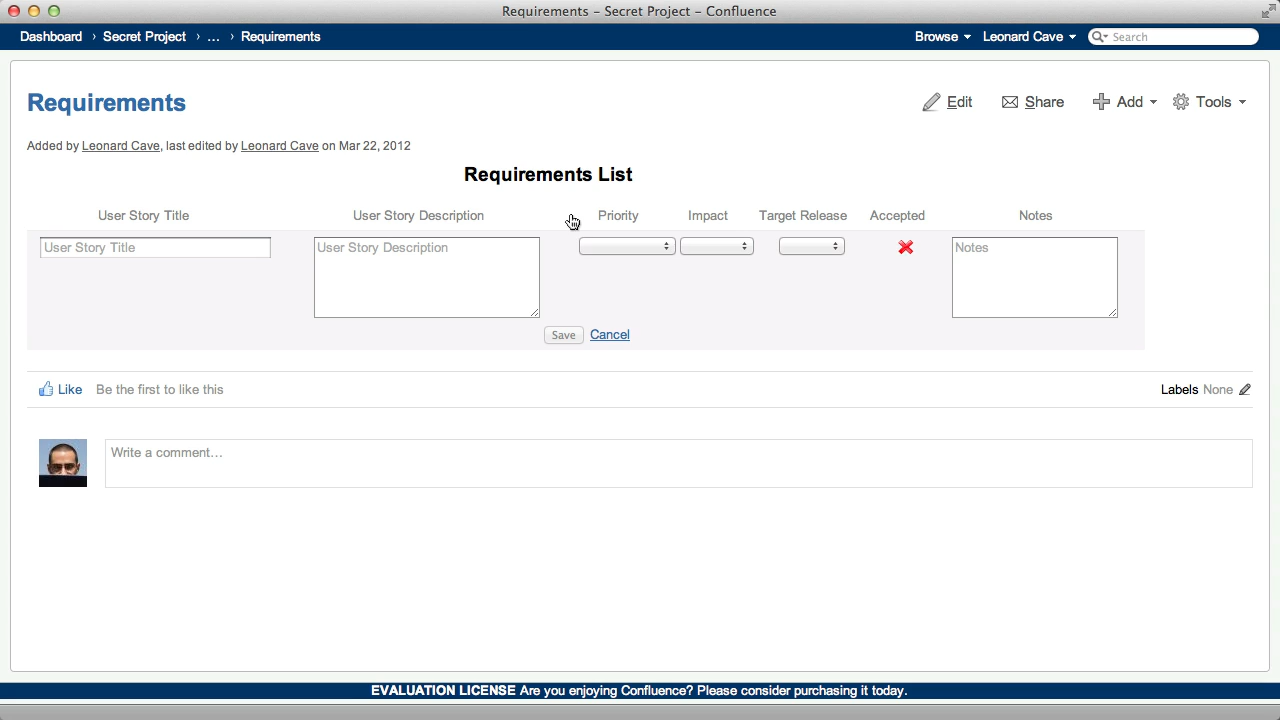 Requirements – Secret Project – Confluence
Dashboard › Secret Project › ... › Requirements
Browse Leonard Cave Search
Requirements
Edit Share Add Tools
Added by Leonard Cave, last edited by Leonard Cave on Mar 22, 2012
Requirements List
User Story Title User Story Description Priority Impact Target Release Accepted Notes
User Story Title User Story Description Notes
Save Cancel
Like Be the first to like this Labels None
Write a comment...
EVALUATION LICENSE Are you enjoying Confluence? Please consider purchasing it today.